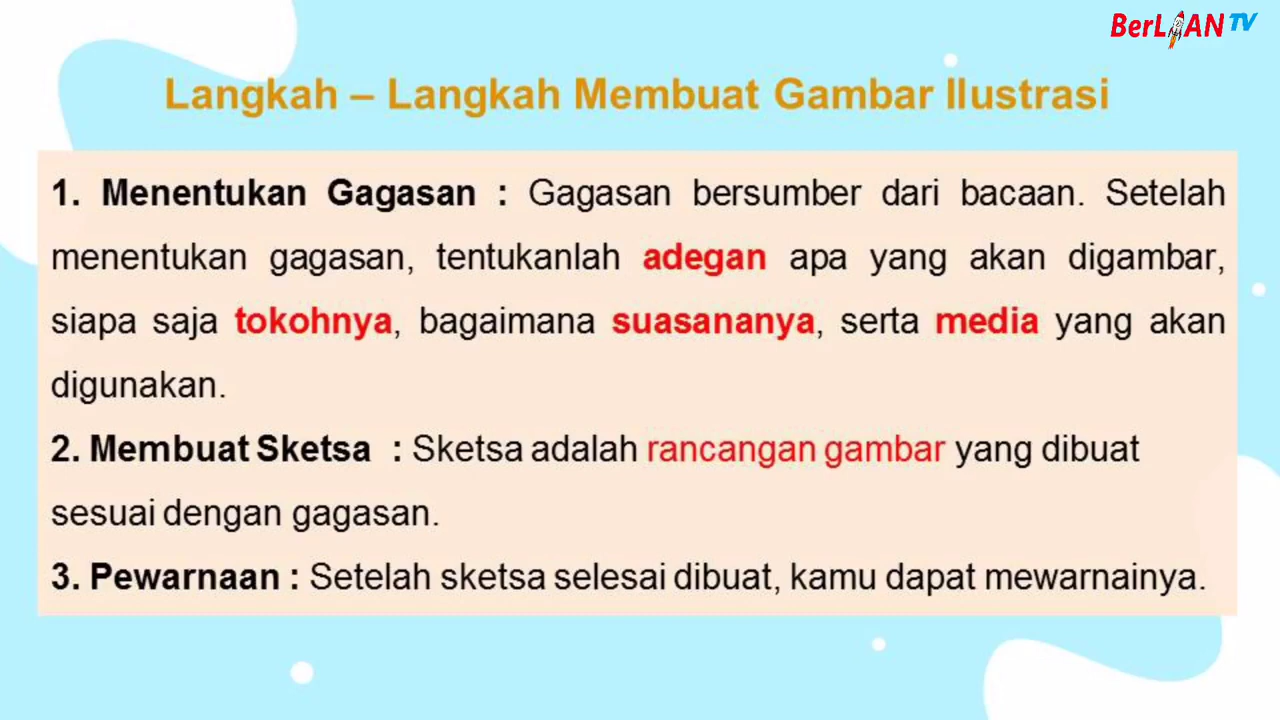 BerLIAN TV
Langkah – Langkah Membuat Gambar Ilustrasi
1. Menentukan Gagasan : Gagasan bersumber dari bacaan. Setelah
menentukan gagasan, tentukanlah adegan apa yang akan digambar,
siapa saja tokohnya, bagaimana suasananya, serta media yang akan
digunakan.
2. Membuat Sketsa : Sketsa adalah rancangan gambar yang dibuat
sesuai dengan gagasan.
3. Pewarnaan : Setelah sketsa selesai dibuat, kamu dapat mewarnainya.